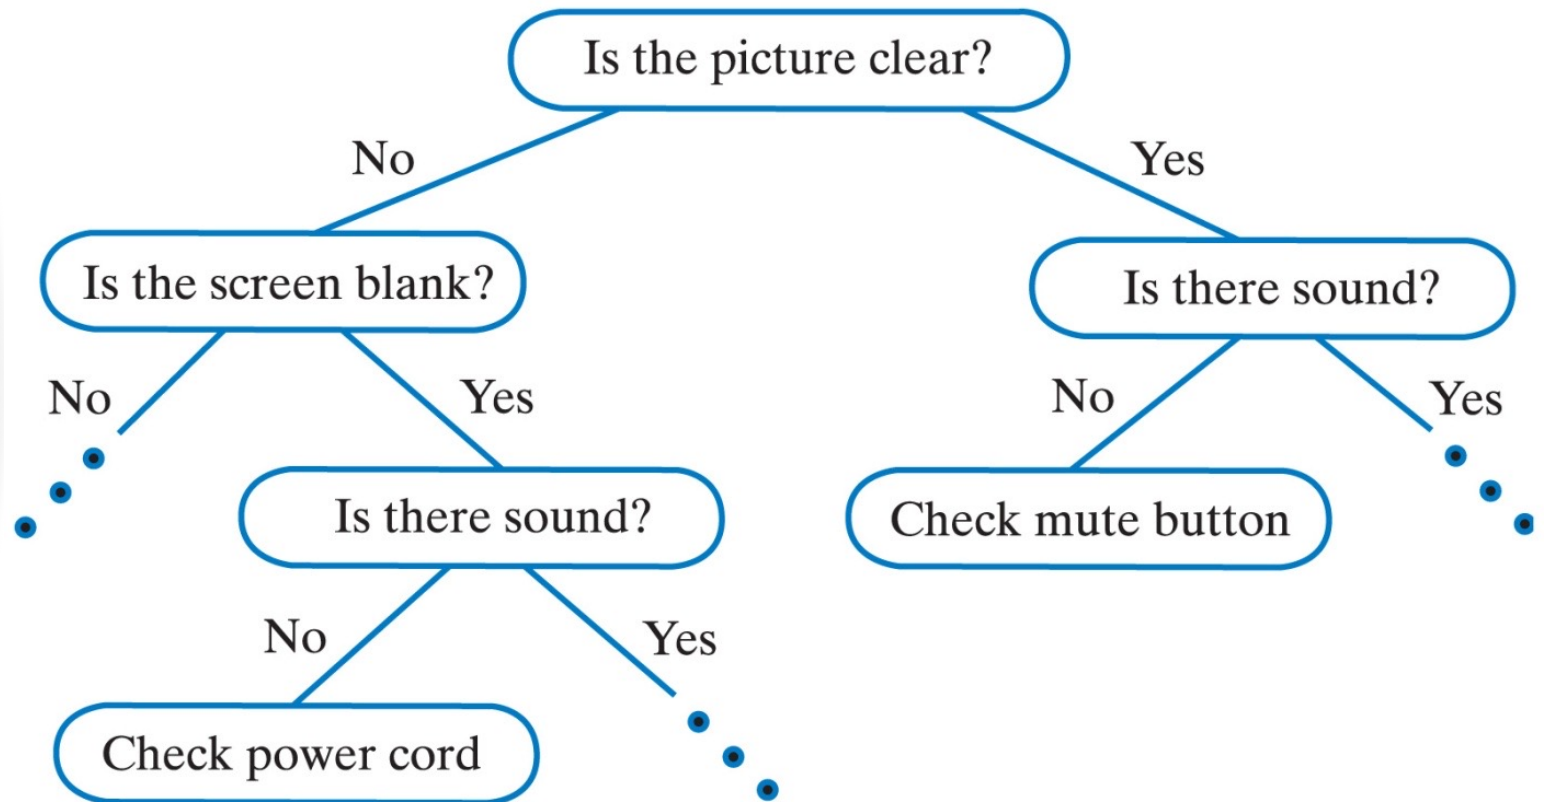 Is the picture clear?
No
Yes
Is the screen blank?
Is there sound?
No
Yes
No
Yes
Is there sound?
Check mute button
No
Yes
Check power cord